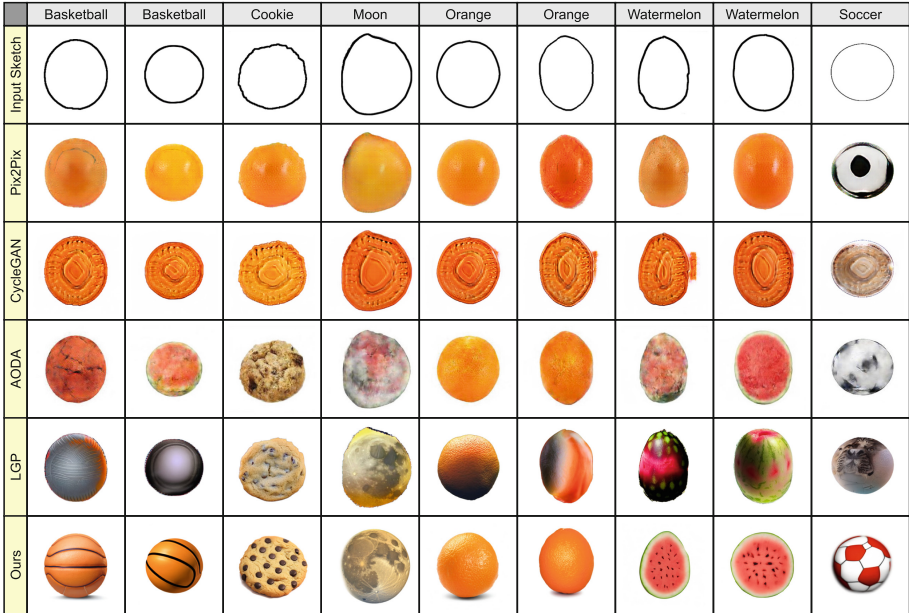 Basketball Basketball Cookie Moon Orange Orange Watermelon Watermelon Soccer
Input Sketch
Pix2Pix
CycleGAN
AODA
LGP
Ours